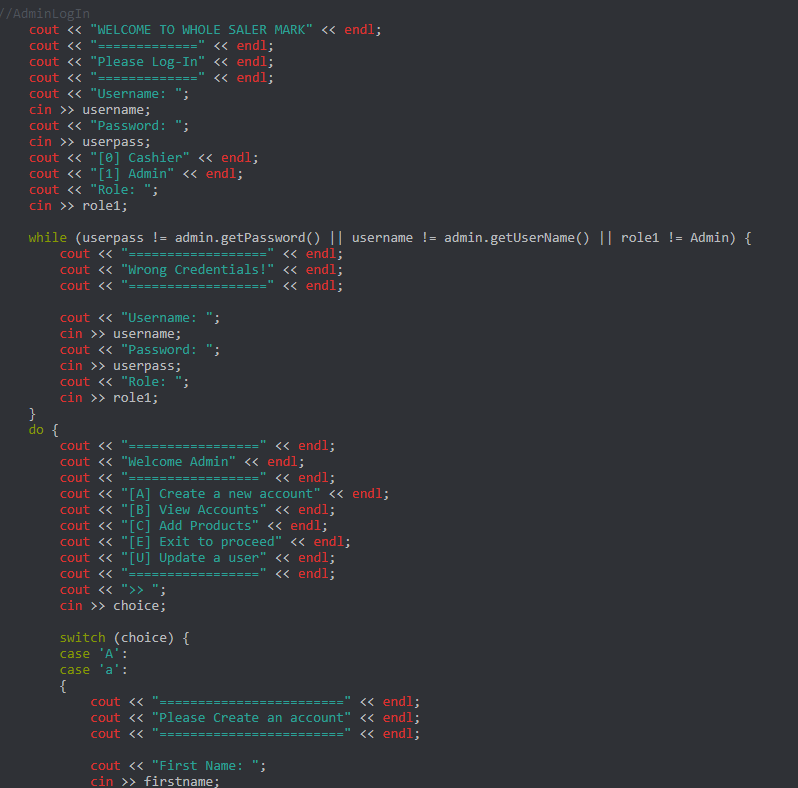 //AdminLogIn
cout << "WELCOME TO WHOLE SALER MARK" << endl;
cout << "=============" << endl;
cout << "Please Log-In" << endl;
cout << "=============" << endl;
cout << "Username: ";
cin >> username;
cout << "Password: ";
cin >> userpass;
cout << "[0] Cashier" << endl;
cout << "[1] Admin" << endl;
cout << "Role: ";
cin >> role1;
while (userpass != admin.getPassword() || username != admin.getUserName() || role1 != Admin) {
cout << "==================" << endl;
cout << "Wrong Credentials!" << endl;
cout << "==================" << endl;
cout << "Username: ";
cin >> username;
cout << "Password: ";
cin >> userpass;
cout << "Role: ";
cin >> role1;
}
do {
cout << "=================" << endl;
cout << "Welcome Admin" << endl;
cout << "=================" << endl;
cout << "[A] Create a new account" << endl;
cout << "[B] View Accounts" << endl;
cout << "[C] Add Products" << endl;
cout << "[E] Exit to proceed" << endl;
cout << "[U] Update a user" << endl;
cout << "=================" << endl;
cout << ">> ";
cin >> choice;
switch (choice) {
case 'A':
case 'a':
{
cout << "========================" << endl;
cout << "Please Create an account" << endl;
cout << "========================" << endl;
cout << "First Name: ";
cin >> firstname;